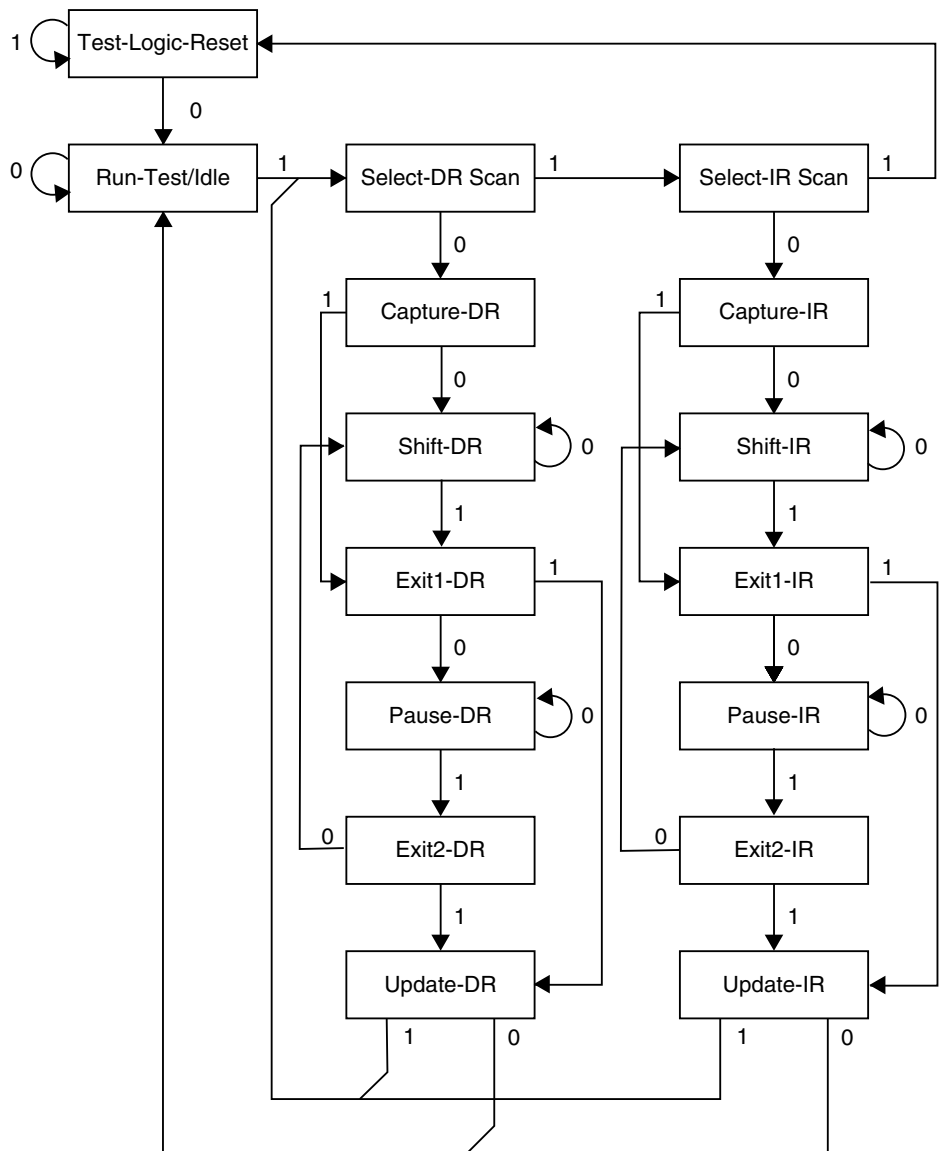 1
Test-Logic-Reset
0
0
Run-Test/Idle
1
Select-DR Scan
1
Select-IR Scan
1
0
0
1
Capture-DR
1
Capture-IR
0
0
Shift-DR
0
Shift-IR
0
1
1
Exit1-DR
1
Exit1-IR
1
0
0
Pause-DR
0
Pause-IR
0
1
1
0
Exit2-DR
0
Exit2-IR
1
1
Update-DR
Update-IR
1
0
1
0